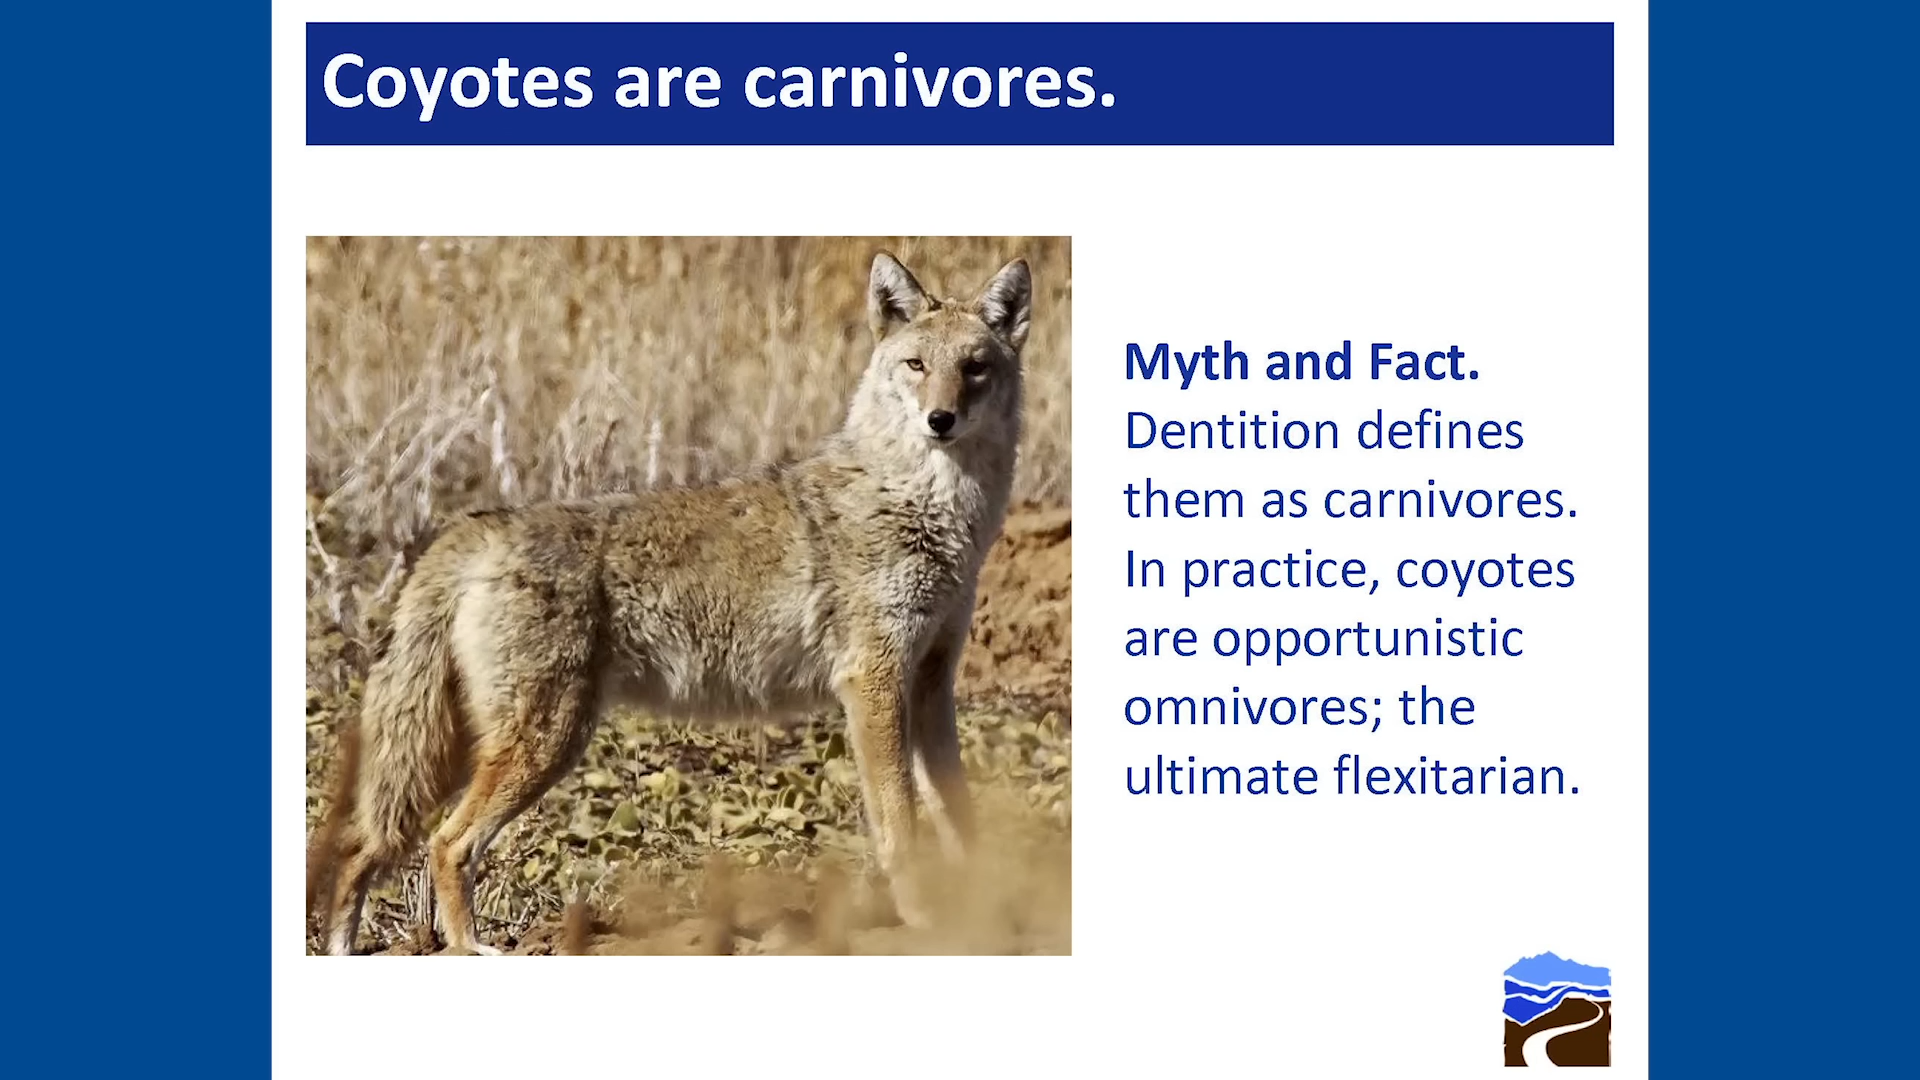 Coyotes are carnivores.
Myth and Fact.
Dentition defines
them as carnivores.
In practice, coyotes
are opportunistic
omnivores; the
ultimate flexitarian.